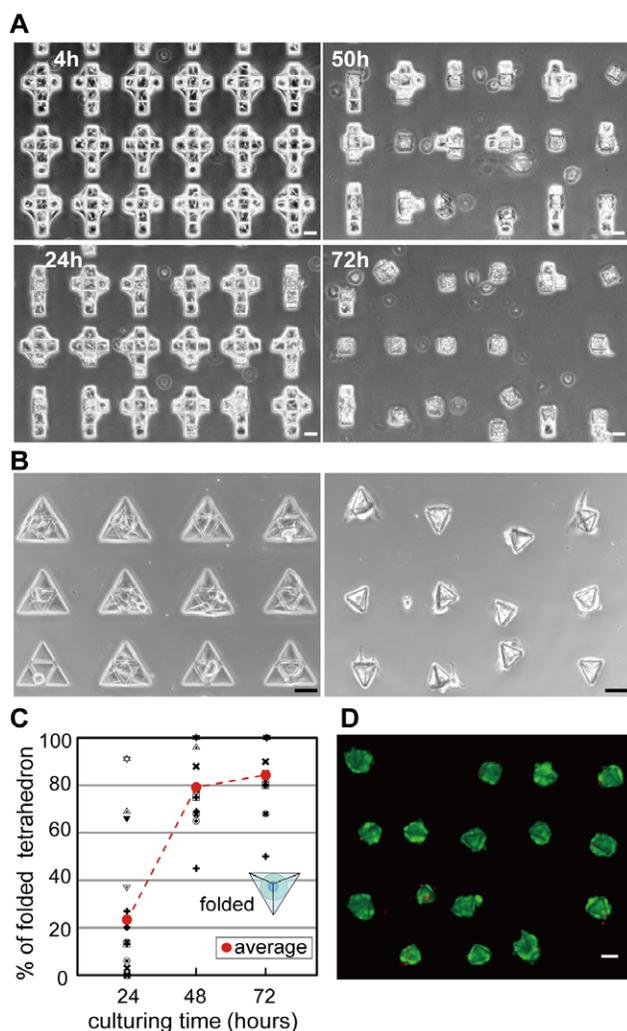 A
4h
50h
24h
72h
B
C
D
100
80
60
40
20
0
% of folded tetrahedron
folded
average
24 48 72
culturing time (hours)